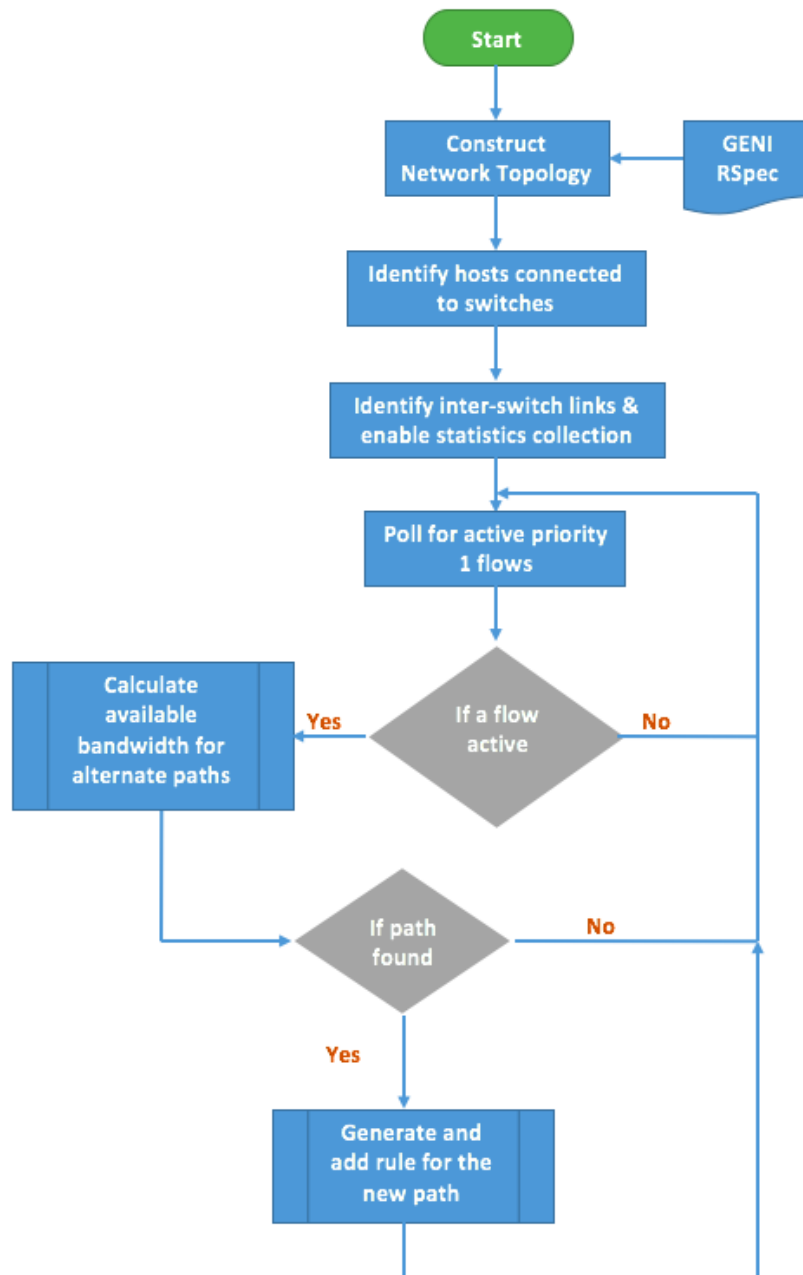 Start
Construct
Network Topology
GENI
RSpec
Identify hosts connected
to switches
Identify inter-switch links &
enable statistics collection
Poll for active priority
1 flows
Calculate
available
bandwidth for
alternate paths
Yes
If a flow
active
No
If path
found
No
Yes
Generate and
add rule for the
new path